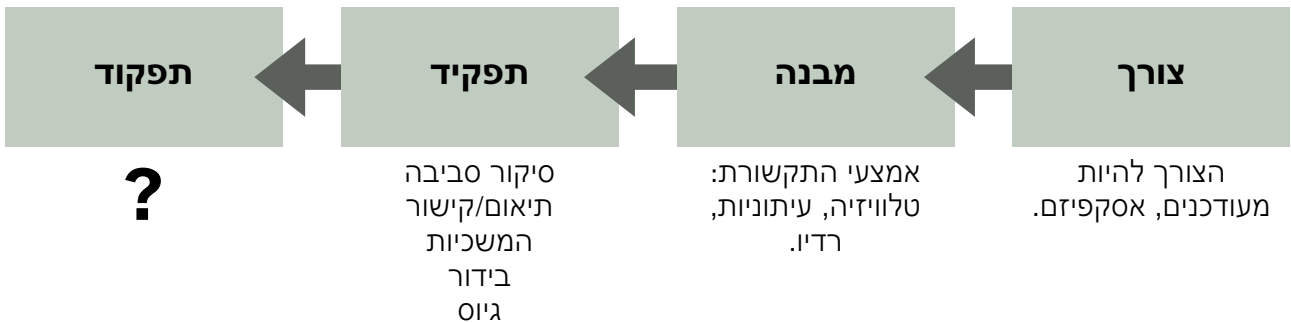 צורך
מבנה
תפקיד
תפקוד
הצורך להיות
מעודכנים, אסקפיזם.
אמצעי התקשורת:
טלוויזיה, עיתוניות,
רדיו.
סיקור סביבה
תיאום/קישור
המשכיות
בידור
גיוס
?